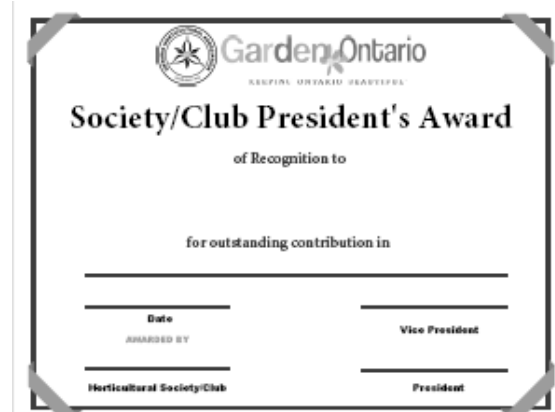 Garden Ontario
KEEPING ONTARIO BEAUTIFUL
Society/Club President's Award
of Recognition to
for outstanding contribution in
Date
Vice President
AWARDED BY
Horticultural Society/Club
President